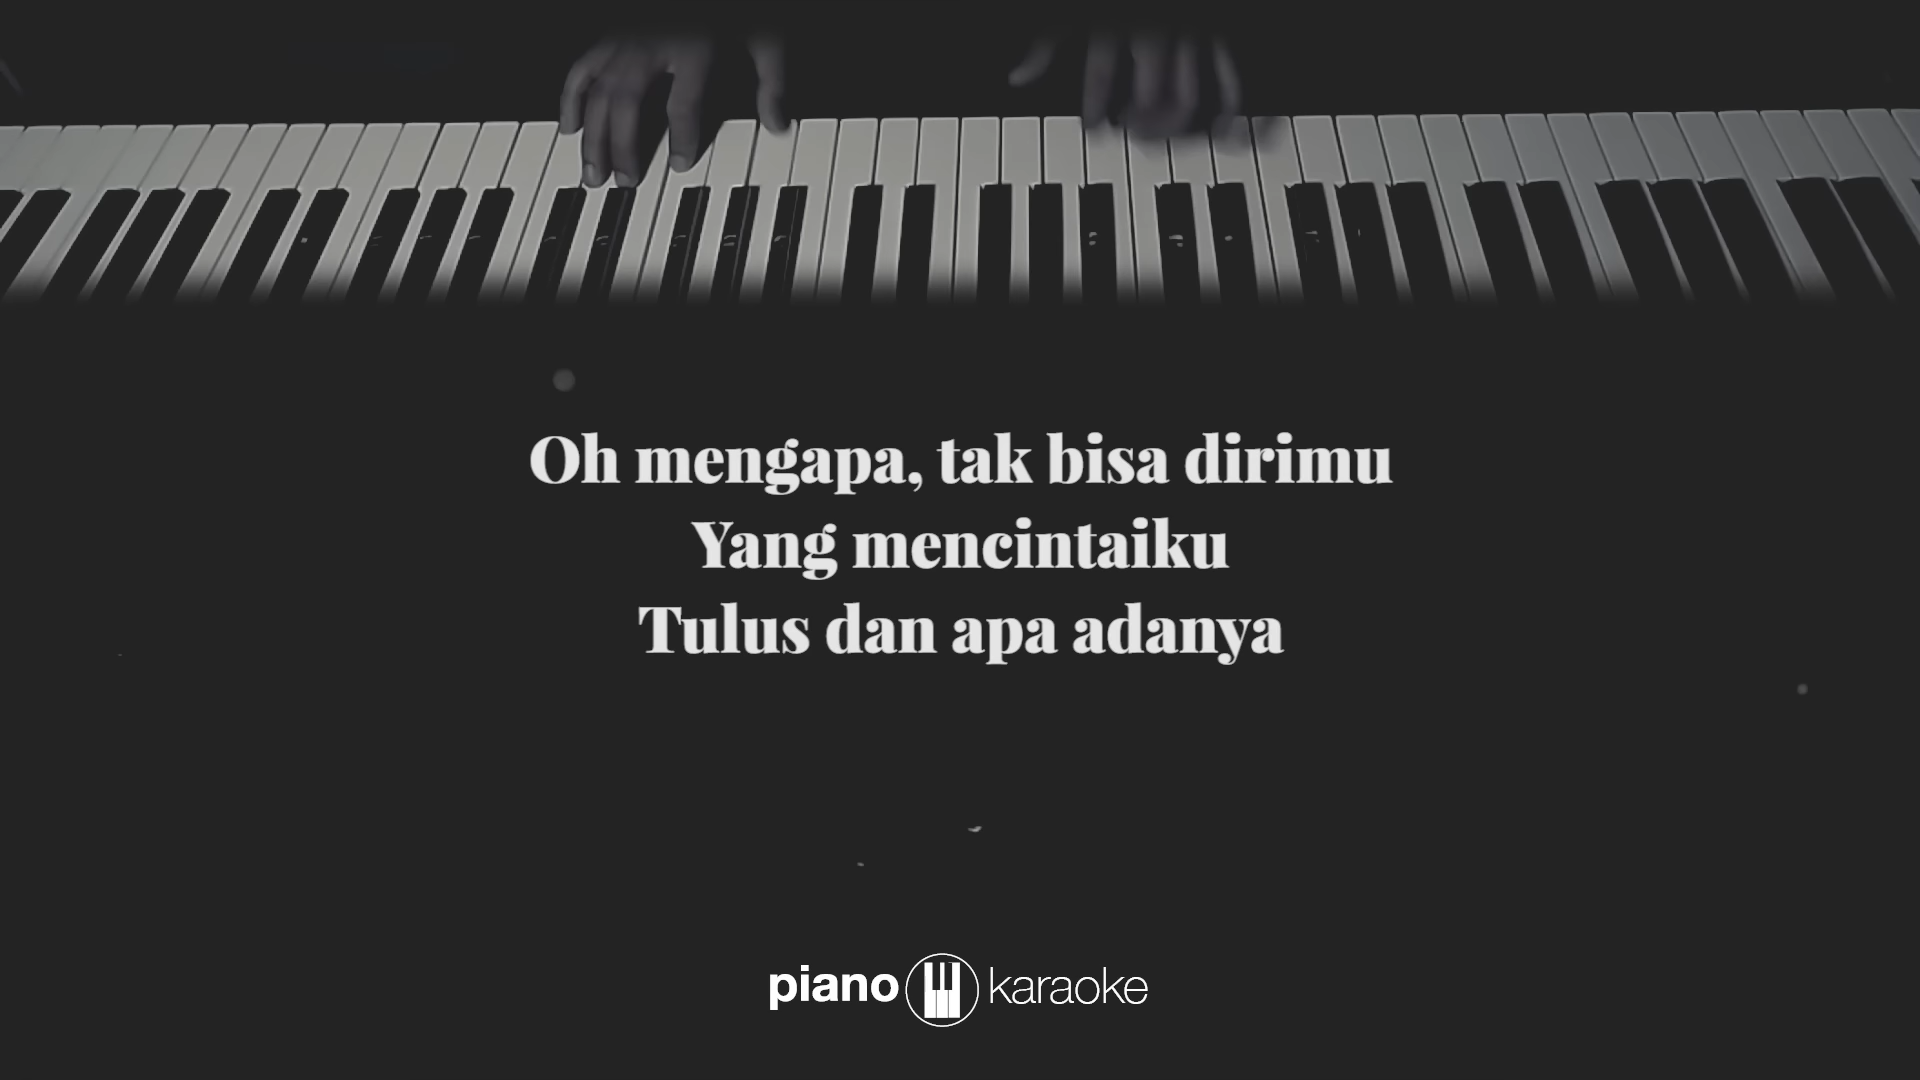 Oh mengapa, tak bisa dirimu
Yang mencintaiku
Tulus dan apa adanya
piano karaoke